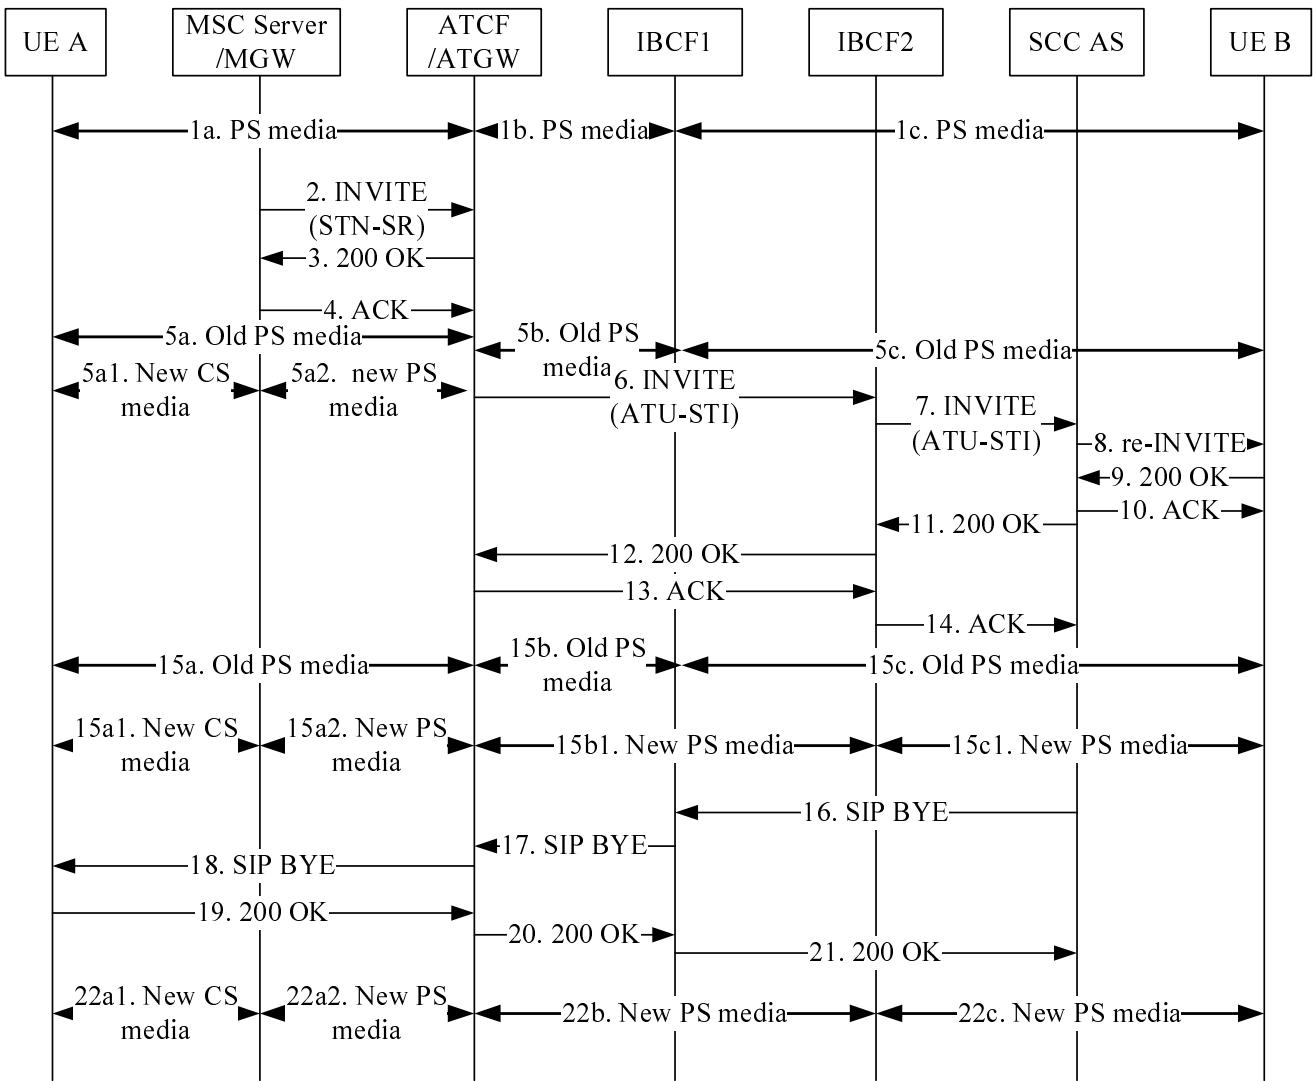 UE A
MSC Server
/MGW
ATCF
/ATGW
IBCF1
IBCF2
SCC AS
UE B
1a. PS media
1b. PS media
1c. PS media
2. INVITE
(STN-SR)
3. 200 OK
4. ACK
5a. Old PS media
5b. Old PS
media
5c. Old PS media
5a1. New CS
media
5a2.  new PS
media
6. INVITE
(ATU-STI)
7. INVITE
(ATU-STI)
8. re-INVITE
9. 200 OK
10. ACK
11. 200 OK
12. 200 OK
13. ACK
14. ACK
15a. Old PS media
15b. Old PS
media
15c. Old PS media
15a1. New CS
media
15a2. New PS
media
15b1. New PS media
15c1. New PS media
16. SIP BYE
17. SIP BYE
18. SIP BYE
19. 200 OK
20. 200 OK
21. 200 OK
22a1. New CS
media
22a2. New PS
media
22b. New PS media
22c. New PS media